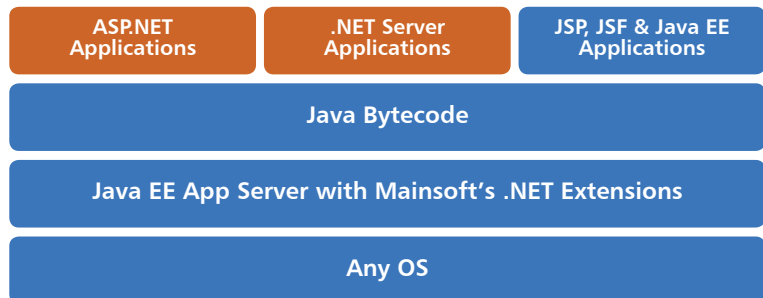 ASP.NET
Applications
.NET Server
Applications
JSP, JSF & Java EE
Applications
Java Bytecode
Java EE App Server with Mainsoft’s .NET Extensions
Any OS